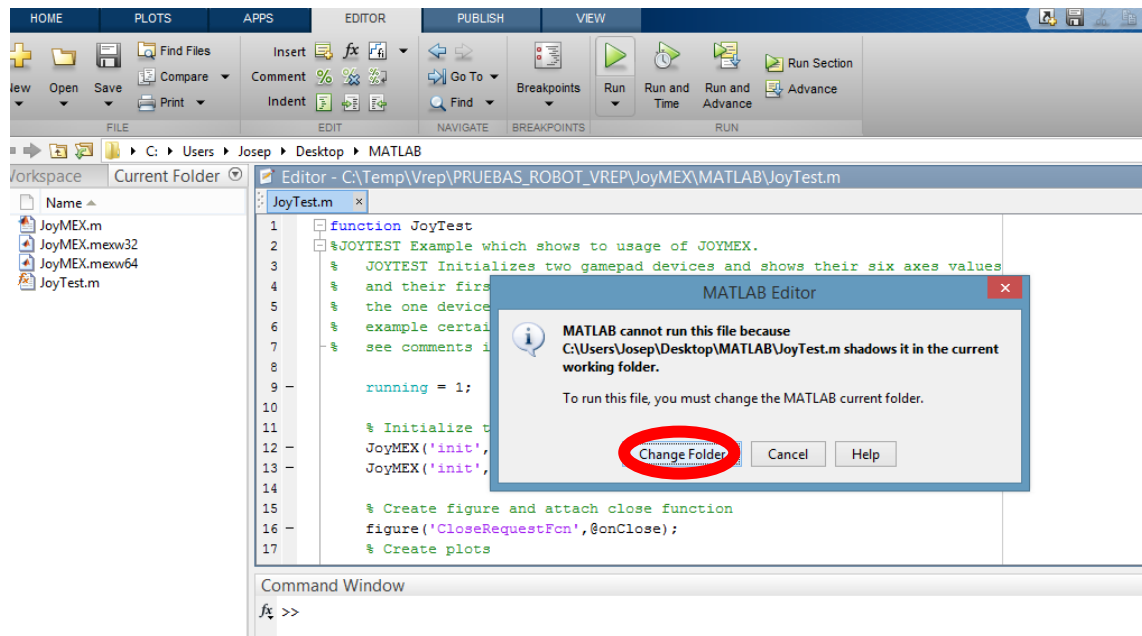 HOME PLOTS APPS EDITOR PUBLISH VIEW
Find Files Insert fx
Compare Comment Go To Breakpoints Run Run and Time Run and Advance Run Section
New Open Save Print Indent Find Advance
FILE EDIT NAVIGATE BREAKPOINTS RUN
C: Users Josep Desktop MATLAB
Workspace Current Folder
Name
JoyMEX.m
JoyMEX.mexw32
JoyMEX.mexw64
JoyTest.m
Editor - C:\Temp\Vrep\PRUEBAS_ROBOT_VREP\JoyMEX\MATLAB\JoyTest.m
JoyTest.m
1 function JoyTest
2 %JOYTEST Example which shows to usage of JOYMEX.
3 % JOYTEST Initializes two gamepad devices and shows their six axes values
4 % and their firs
5 % the one device
6 % example certai
7 % see comments i
8
9 running = 1;
10
11 % Initialize t
12 JoyMEX('init',
13 JoyMEX('init',
14
15 % Create figure and attach close function
16 figure('CloseRequestFcn',@onClose);
17 % Create plots
MATLAB Editor
MATLAB cannot run this file because
C:\Users\Josep\Desktop\MATLAB\JoyTest.m shadows it in the current
working folder.
To run this file, you must change the MATLAB current folder.
Change Folder Cancel Help
Command Window
fx >>